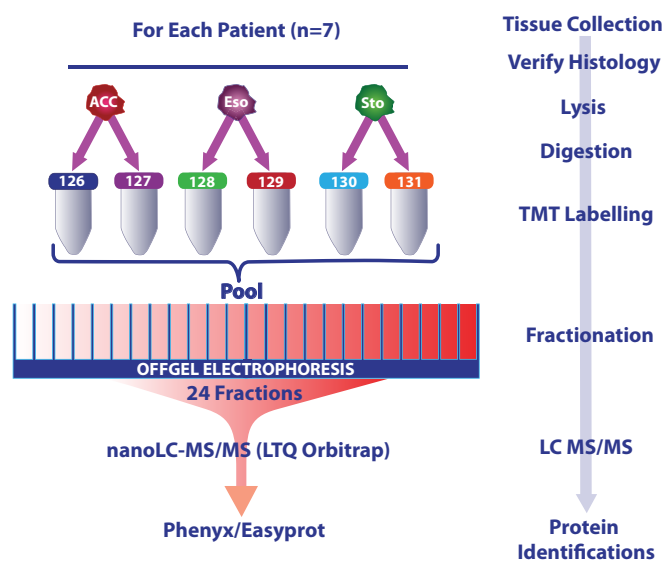 For Each Patient (n=7)
ACC
Eso
Sto
126
127
128
129
130
131
Pool
OFFGEL ELECTROPHORESIS
24 Fractions
nanoLC-MS/MS (LTQ Orbitrap)
Phenyx/Easyprot
Tissue Collection
Verify Histology
Lysis
Digestion
TMT Labelling
Fractionation
LC MS/MS
Protein
Identifications